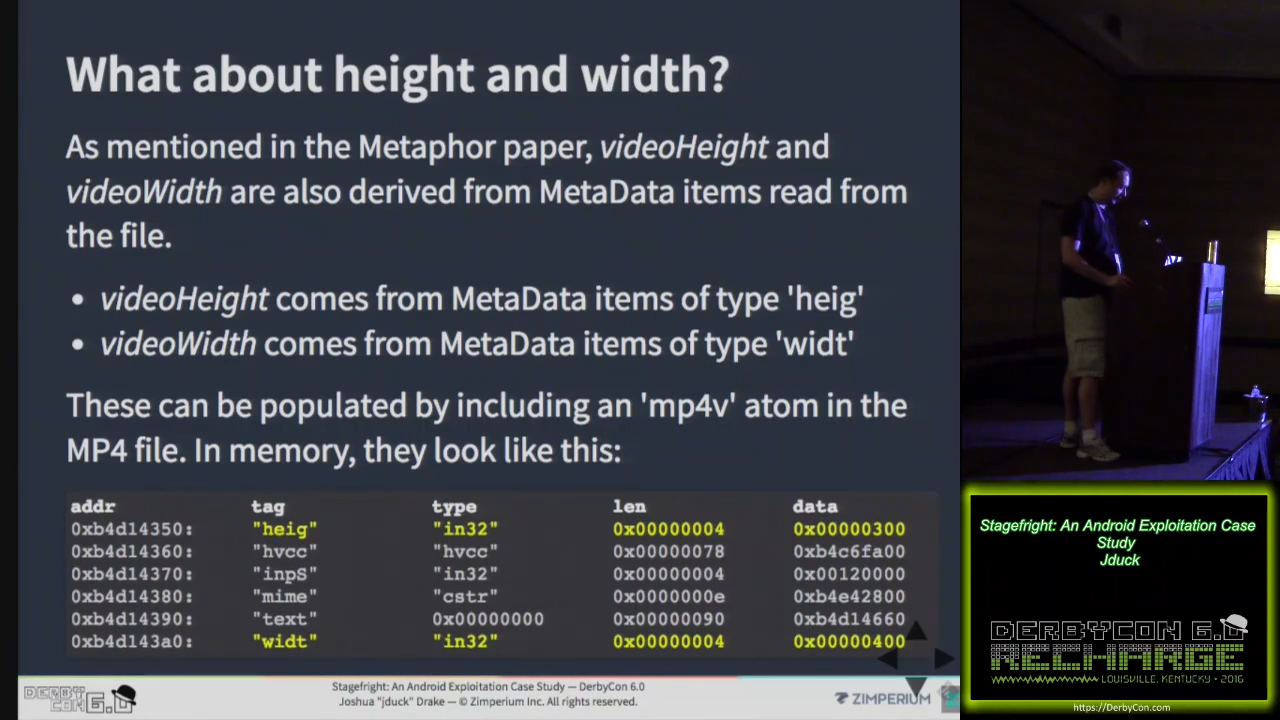 What about height and width?
As mentioned in the Metaphor paper, videoHeight and
videoWidth are also derived from MetaData items read from
the file.
• videoHeight comes from MetaData items of type 'heig'
• videoWidth comes from MetaData items of type 'widt'
These can be populated by including an 'mp4v' atom in the
MP4 file. In memory, they look like this:
addr tag type len data
0xb4d14350: "heig" "in32" 0x00000004 0x00000300
0xb4d14360: "hvcc" "hvcc" 0x00000078 0xb4c6fa00
0xb4d14370: "inpS" "in32" 0x00000004 0x00120000
0xb4d14380: "mime" "cstr" 0x0000000e 0xb4e42800
0xb4d14390: "text" 0x00000000 0x00000090 0xb4d14660
0xb4d143a0: "widt" "in32" 0x00000004 0x00000400
DERBY
CON 6.0
Stagefright: An Android Exploitation Case Study — DerbyCon 6.0
Joshua "jduck" Drake — © Zimperium Inc. All rights reserved.
ZIMPERIUM
Stagefright: An Android Exploitation Case
Study
Jduck
DERBYCON 6.0
RECHARGE
LOUISVILLE, KENTUCKY • 2016
https://DerbyCon.com